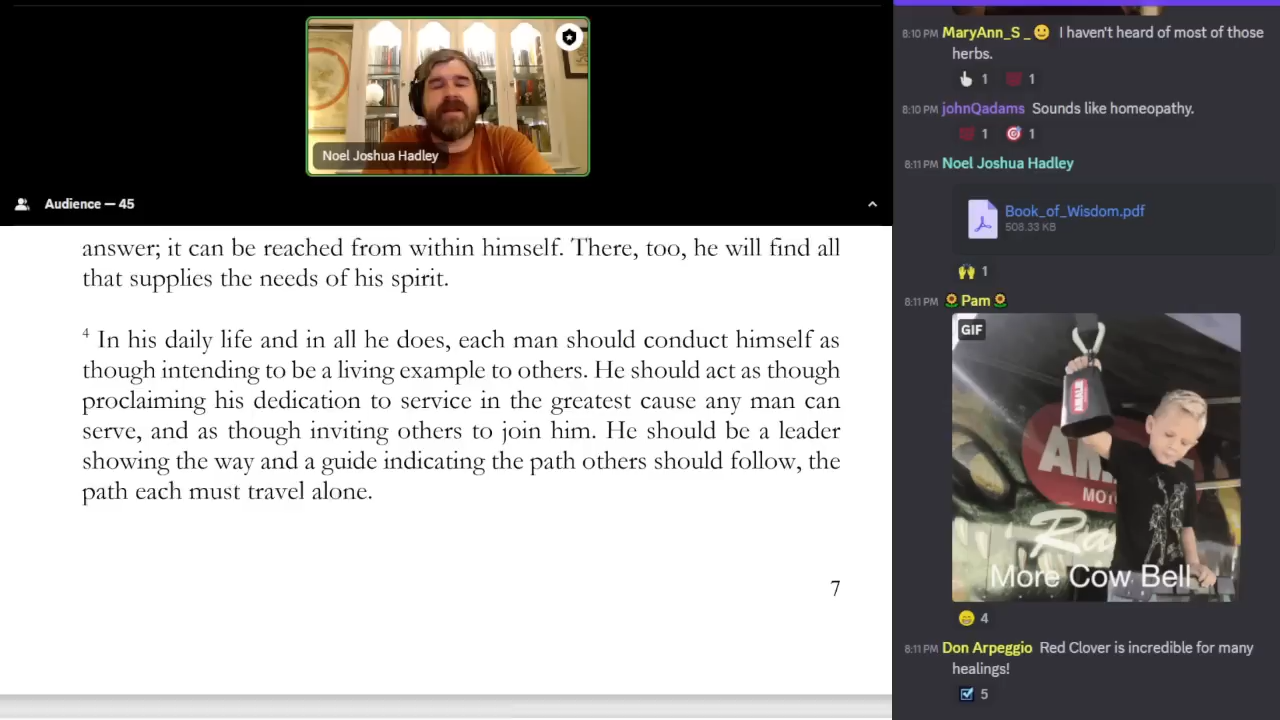 Noel Joshua Hadley
Audience — 45
answer; it can be reached from within himself. There, too, he will find all
that supplies the needs of his spirit.
4 In his daily life and in all he does, each man should conduct himself as
though intending to be a living example to others. He should act as though
proclaiming his dedication to service in the greatest cause any man can
serve, and as though inviting others to join him. He should be a leader
showing the way and a guide indicating the path others should follow, the
path each must travel alone.
7
8:10 PM MaryAnn_S _🙂 I haven't heard of most of those
herbs.
👆 1 1
8:10 PM johnQadams Sounds like homeopathy.
1 🎯 1
8:11 PM Noel Joshua Hadley
Book_of_Wisdom.pdf
508.33 KB
🙌 1
8:11 PM 🌻Pam🌻
GIF
More Cow Bell
😁 4
8:11 PM Don Arpeggio Red Clover is incredible for many
healings!
☑️ 5